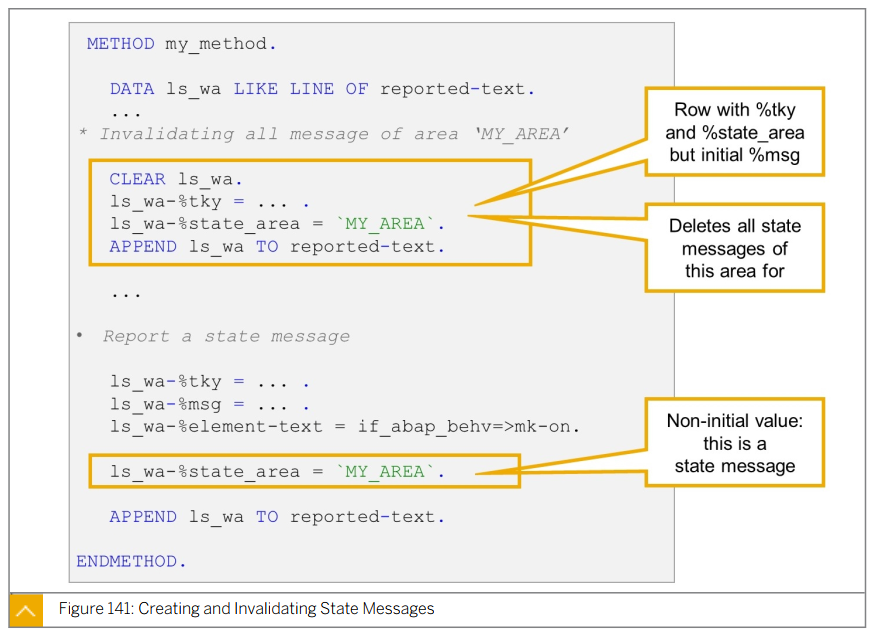 METHOD my_method.
DATA ls_wa LIKE LINE OF reported-text.
...
* Invalidating all message of area ‘MY_AREA’
CLEAR ls_wa.
ls_wa-%tky = ... .
ls_wa-%state_area = `MY_AREA`.
APPEND ls_wa TO reported-text.
Row with %tky
and %state_area
but initial %msg
Deletes all state
messages of
this area for
...
• Report a state message
ls_wa-%tky = ... .
ls_wa-%msg = ... .
ls_wa-%element-text = if_abap_behv=>mk-on.
ls_wa-%state_area = `MY_AREA`.
Non-initial value:
this is a
state message
APPEND ls_wa TO reported-text.
ENDMETHOD.
Figure 141: Creating and Invalidating State Messages